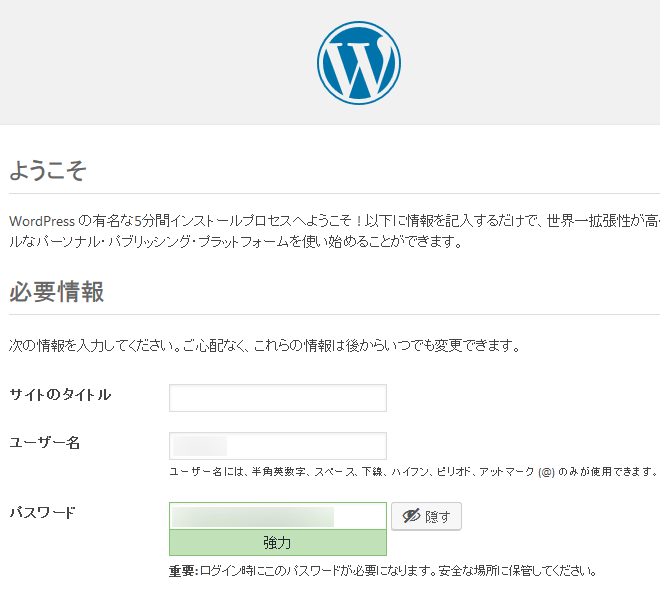 ようこそ
WordPress の有名な5分間インストールプロセスへようこそ ! 以下に情報を記入するだけで、世界一拡張性が高
ルなパーソナル・パブリッシング・プラットフォームを使い始めることができます。
必要情報
次の情報を入力してください。ご心配なく、これらの情報は後からいつでも変更できます。
サイトのタイトル
ユーザー名
ユーザー名には、半角英数字、スペース、下線、ハイフン、ピリオド、アットマーク (@) のみが使用できます。
パスワード
隠す
強力
重要: ログイン時にこのパスワードが必要になります。安全な場所に保管してください。